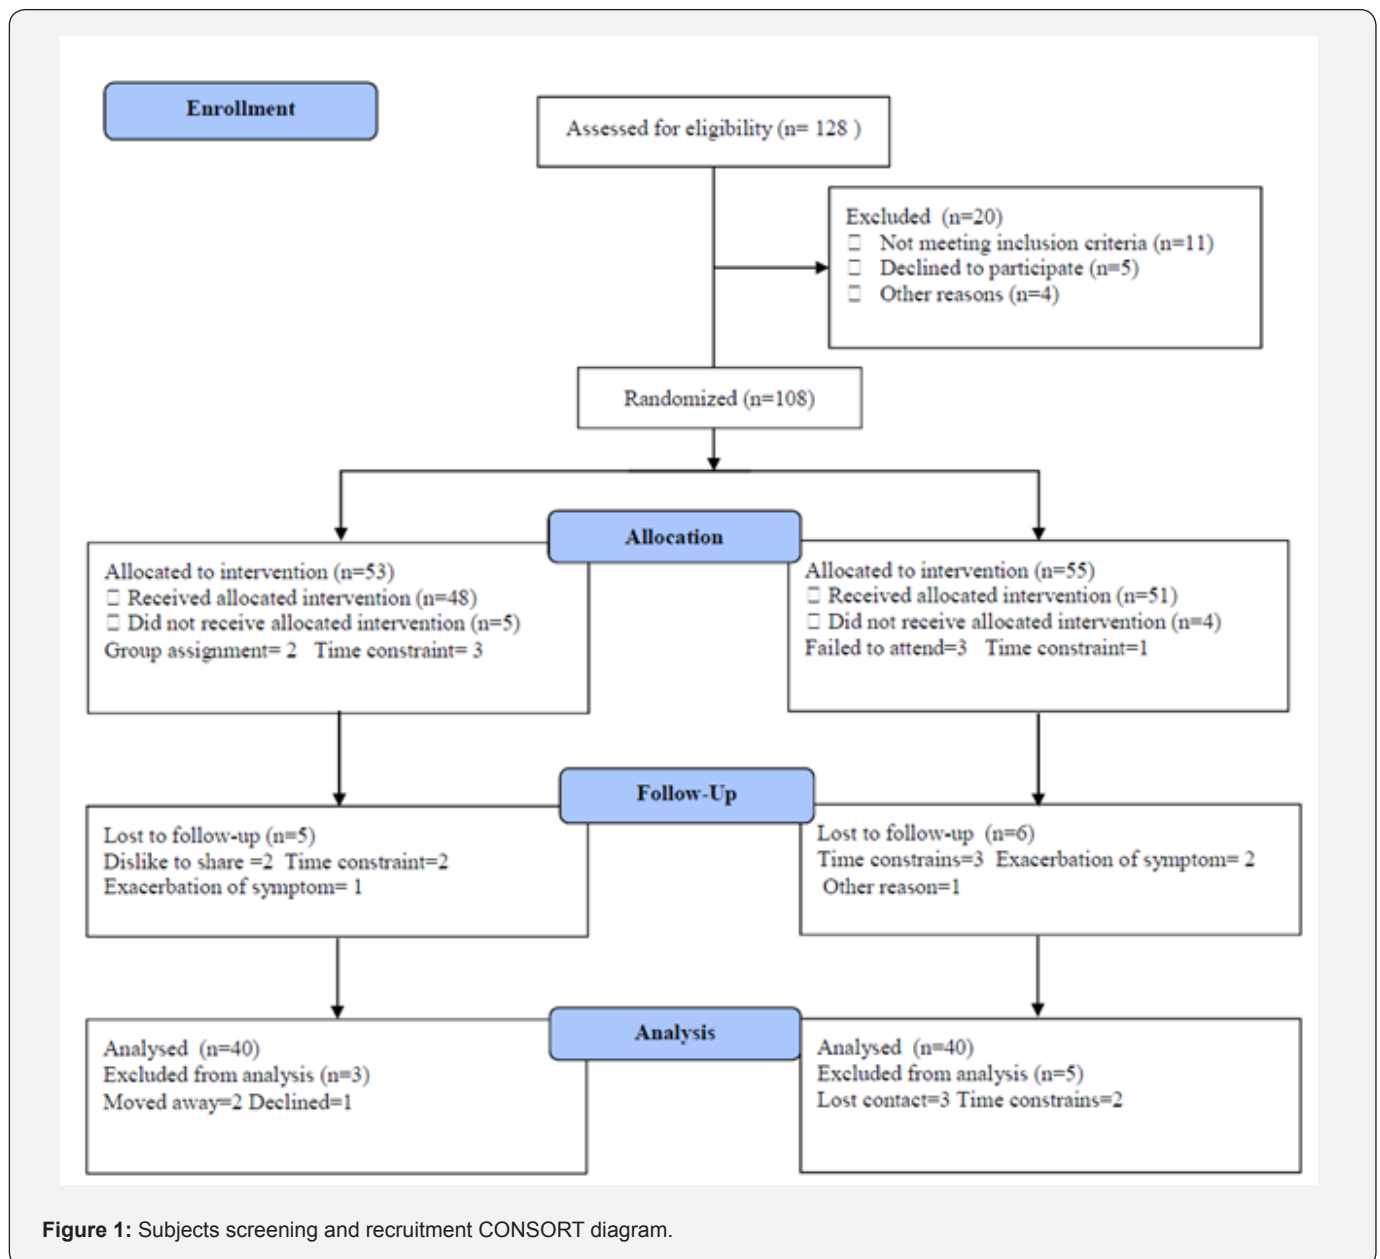 Enrollment
Assessed for eligibility (n= 128 )
Excluded (n=20)
☐ Not meeting inclusion criteria (n=11)
☐ Declined to participate (n=5)
☐ Other reasons (n=4)
Randomized (n=108)
Allocation
Allocated to intervention (n=53)
☐ Received allocated intervention (n=48)
☐ Did not receive allocated intervention (n=5)
Group assignment= 2 Time constraint= 3
Allocated to intervention (n=55)
☐ Received allocated intervention (n=51)
☐ Did not receive allocated intervention (n=4)
Failed to attend=3 Time constraint=1
Follow-Up
Lost to follow-up (n=5)
Dislike to share =2 Time constraint=2
Exacerbation of symptom= 1
Lost to follow-up (n=6)
Time constrains=3 Exacerbation of symptom= 2
Other reason=1
Analysis
Analysed (n=40)
Excluded from analysis (n=3)
Moved away=2 Declined=1
Analysed (n=40)
Excluded from analysis (n=5)
Lost contact=3 Time constrains=2
Figure 1: Subjects screening and recruitment CONSORT diagram.